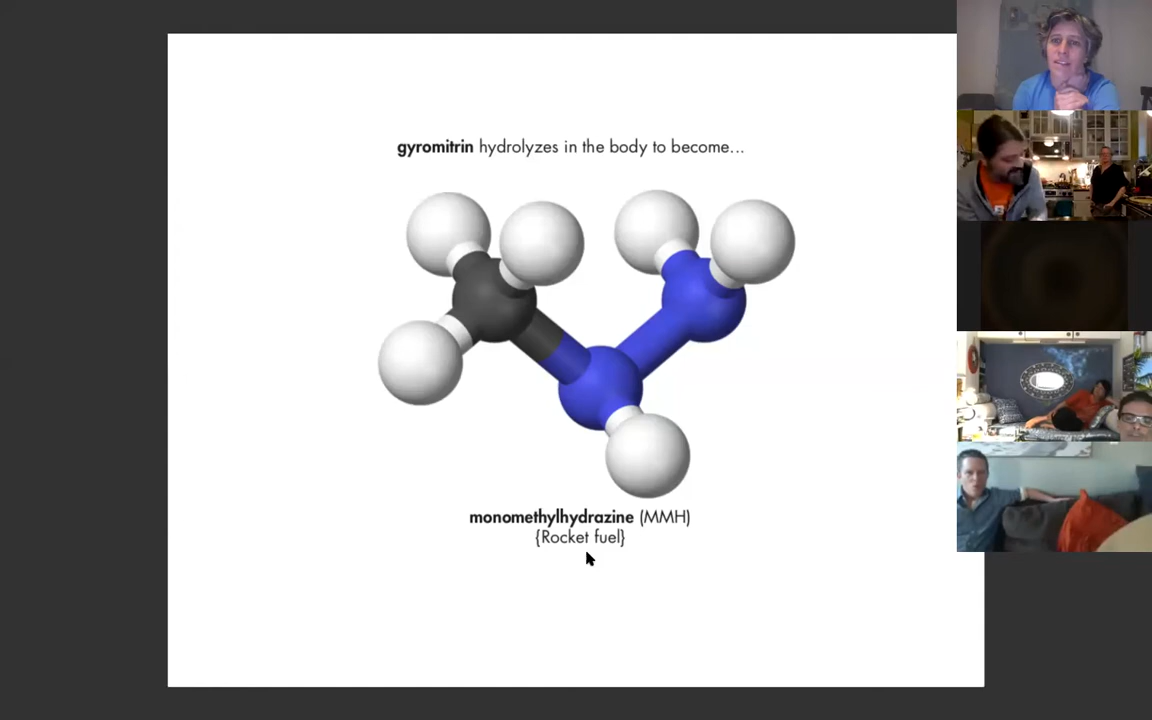 gyromitrin hydrolyzes in the body to become...
monomethylhydrazine (MMH)
{Rocket fuel}